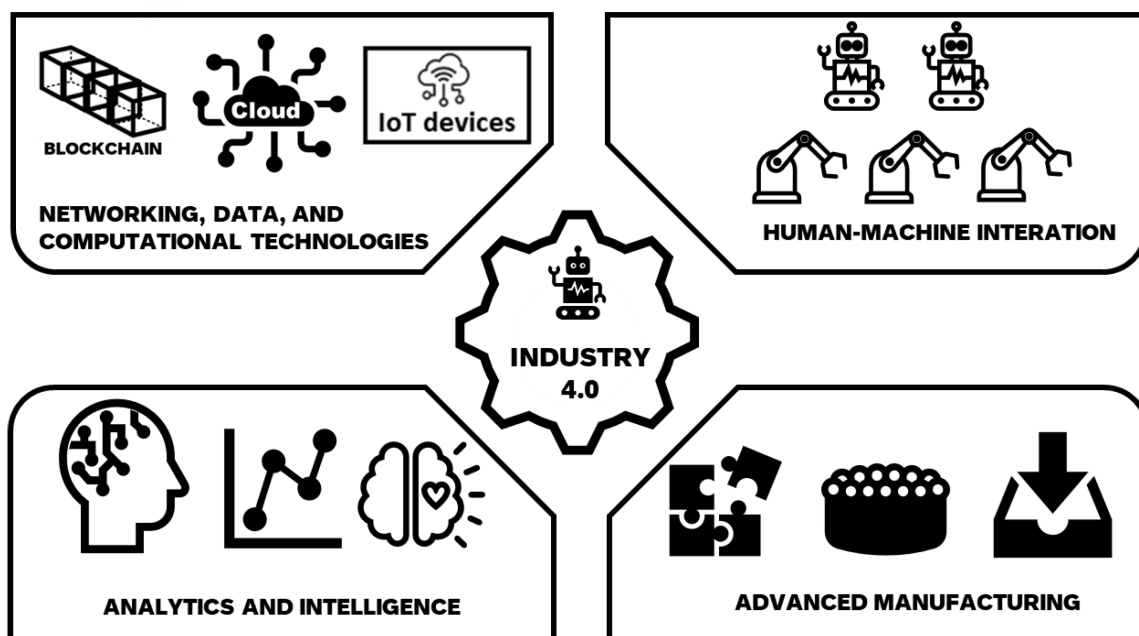 BLOCKCHAIN
Cloud
IoT devices
NETWORKING, DATA, AND
COMPUTATIONAL TECHNOLOGIES
HUMAN-MACHINE INTERATION
INDUSTRY
4.0
ANALYTICS AND INTELLIGENCE
ADVANCED MANUFACTURING